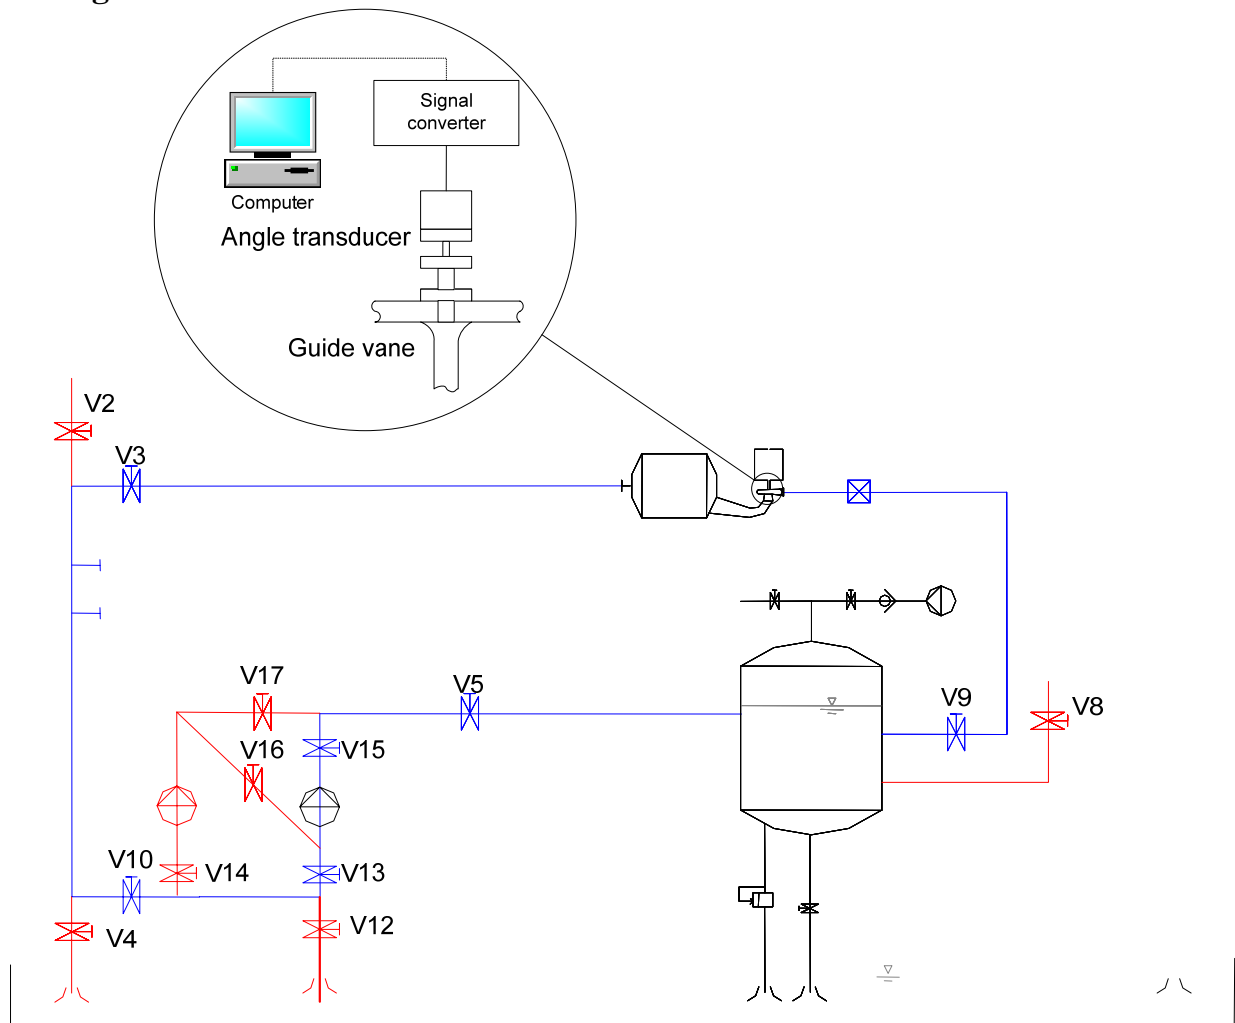 Signal
converter
Computer
Angle transducer
Guide vane
V2
V3
V17
V5
V9
V8
V16
V15
V10
V14
V13
V12
V4